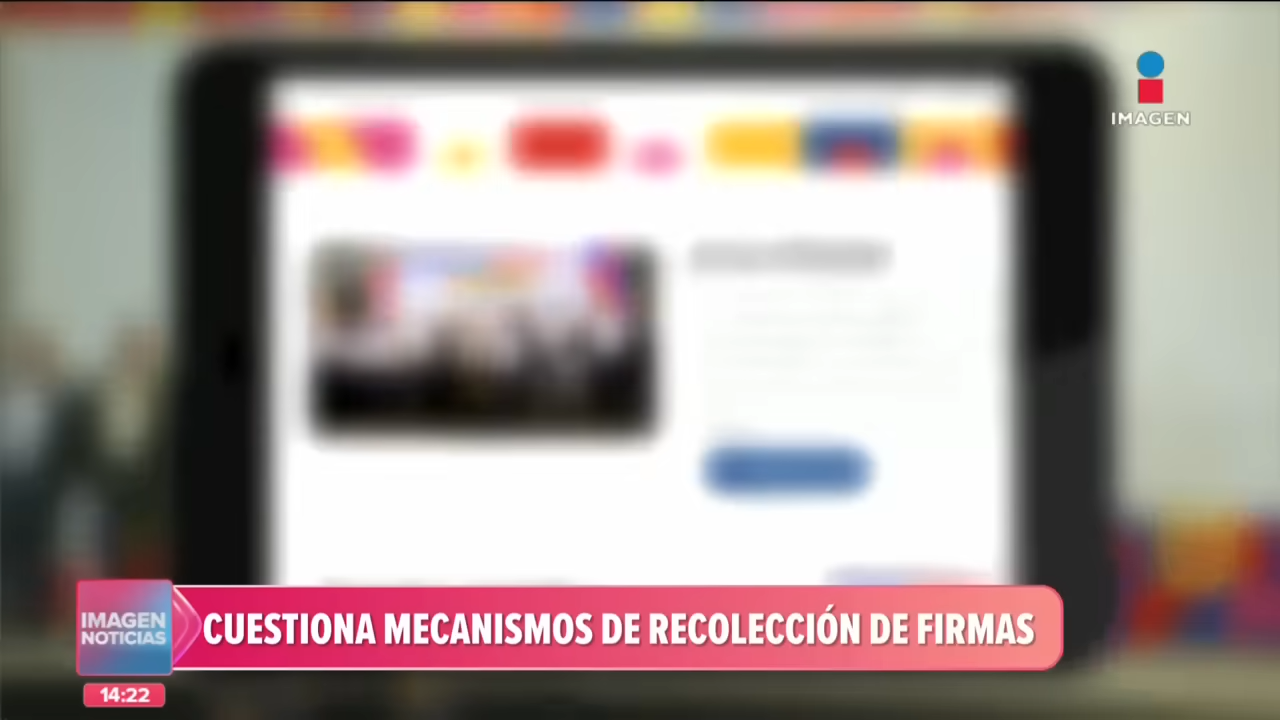 IMAGEN
IMAGEN
NOTICIAS
CUESTIONA MECANISMOS DE RECOLECCIÓN DE FIRMAS
14:22